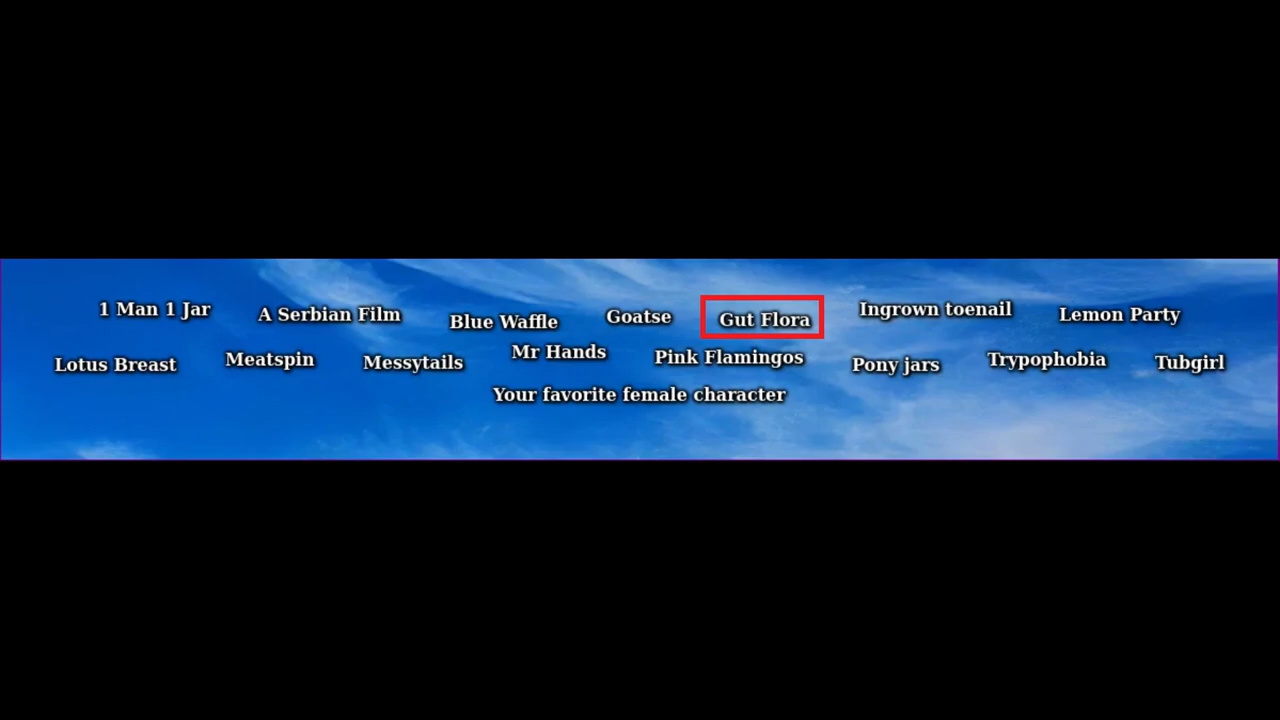 1 Man 1 Jar A Serbian Film Blue Waffle Goatse Gut Flora Ingrown toenail Lemon Party
Lotus Breast Meatspin Messytails Mr Hands Pink Flamingos Pony jars Trypophobia Tubgirl
Your favorite female character